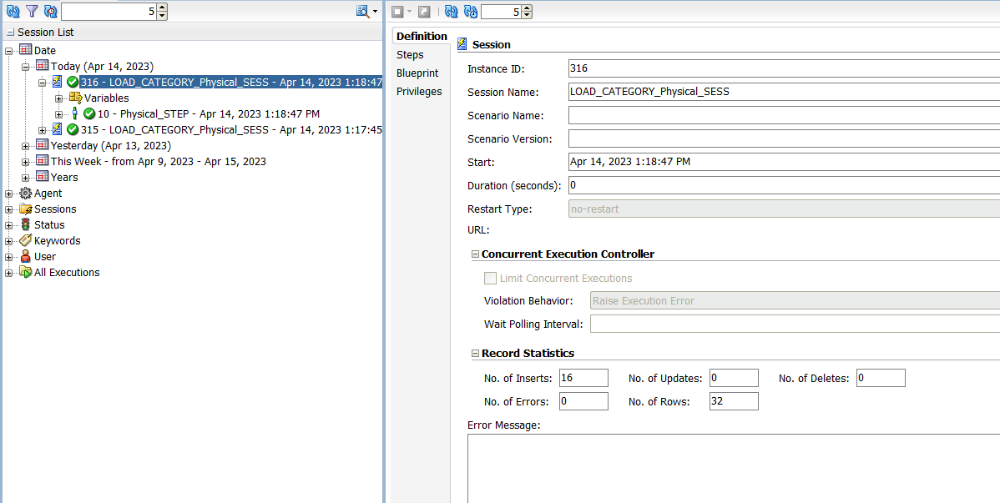 5
Session List
Date
Today (Apr 14, 2023)
316 - LOAD_CATEGORY_Physical_SESS - Apr 14, 2023 1:18:47
Variables
10 - Physical_STEP - Apr 14, 2023 1:18:47 PM
315 - LOAD_CATEGORY_Physical_SESS - Apr 14, 2023 1:17:45
Yesterday (Apr 13, 2023)
This Week - from Apr 9, 2023 - Apr 15, 2023
Years
Agent
Sessions
Status
Keywords
User
All Executions
5
Definition
Steps
Blueprint
Privileges
Session
Instance ID: 316
Session Name: LOAD_CATEGORY_Physical_SESS
Scenario Name:
Scenario Version:
Start: Apr 14, 2023 1:18:47 PM
Duration (seconds): 0
Restart Type: no-restart
URL:
Concurrent Execution Controller
Limit Concurrent Executions
Violation Behavior: Raise Execution Error
Wait Polling Interval:
Record Statistics
No. of Inserts: 16 No. of Updates: 0 No. of Deletes: 0
No. of Errors: 0 No. of Rows: 32
Error Message: